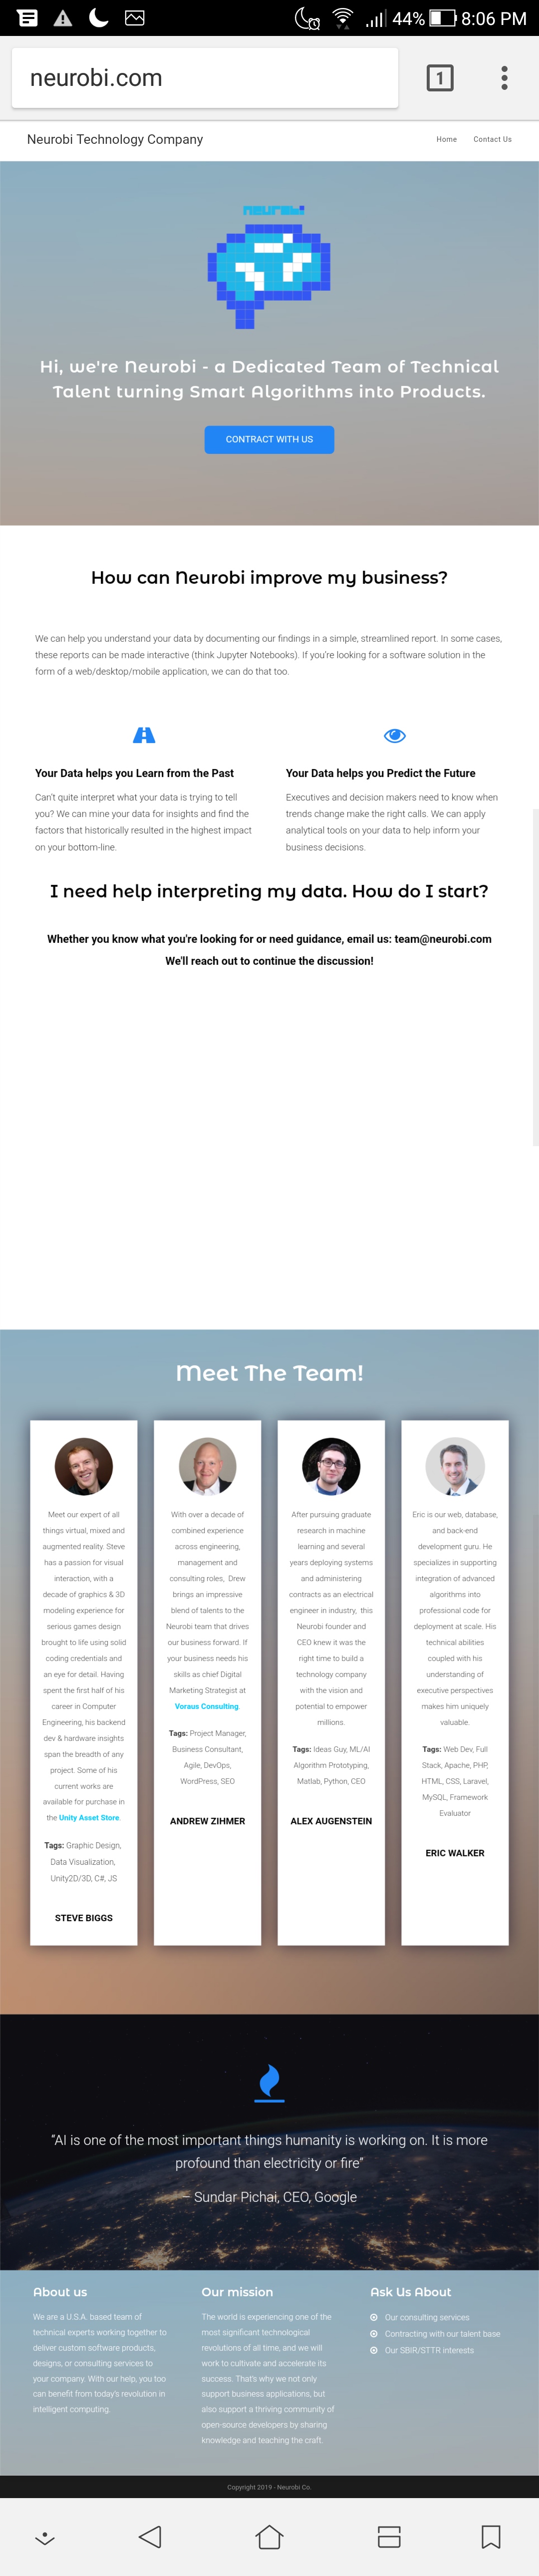 44% 8:06 PM
neurobi.com
1
Neurobi Technology Company
Home Contact Us
neurobi
Hi, we're Neurobi - a Dedicated Team of Technical
Talent turning Smart Algorithms into Products.
CONTRACT WITH US
How can Neurobi improve my business?
We can help you understand your data by documenting our findings in a simple, streamlined report. In some cases,
these reports can be made interactive (think Jupyter Notebooks). If you're looking for a software solution in the
form of a web/desktop/mobile application, we can do that too.
Your Data helps you Learn from the Past
Can't quite interpret what your data is trying to tell
you? We can mine your data for insights and find the
factors that historically resulted in the highest impact
on your bottom-line.
Your Data helps you Predict the Future
Executives and decision makers need to know when
trends change make the right calls. We can apply
analytical tools on your data to help inform your
business decisions.
I need help interpreting my data. How do I start?
Whether you know what you're looking for or need guidance, email us: team@neurobi.com
We'll reach out to continue the discussion!
Meet The Team!
Meet our expert of all
things virtual, mixed and
augmented reality. Steve
has a passion for visual
interaction, with a
decade of graphics & 3D
modeling experience for
serious games design
brought to life using solid
coding credentials and
an eye for detail. Having
spent the first half of his
career in Computer
Engineering, his backend
dev & hardware insights
span the breadth of any
project. Some of his
current works are
available for purchase in
the Unity Asset Store.
Tags: Graphic Design,
Data Visualization,
Unity2D/3D, C#, JS
STEVE BIGGS
With over a decade of
combined experience
across engineering,
management and
consulting roles, Drew
brings an impressive
blend of talents to the
Neurobi team that drives
our business forward. If
your business needs his
skills as chief Digital
Marketing Strategist at
Voraus Consulting.
Tags: Project Manager,
Business Consultant,
Agile, DevOps,
WordPress, SEO
ANDREW ZIHMER
After pursuing graduate
research in machine
learning and several
years deploying systems
and administering
contracts as an electrical
engineer in industry, this
Neurobi founder and
CEO knew it was the
right time to build a
technology company
with the vision and
potential to empower
millions.
Tags: Ideas Guy, ML/AI
Algorithm Prototyping,
Matlab, Python, CEO
ALEX AUGENSTEIN
Eric is our web, database,
and back-end
development guru. He
specializes in supporting
integration of advanced
algorithms into
professional code for
deployment at scale. His
technical abilities
coupled with his
understanding of
executive perspectives
makes him uniquely
valuable.
Tags: Web Dev, Full
Stack, Apache, PHP,
HTML, CSS, Laravel,
MySQL, Framework
Evaluator
ERIC WALKER
“AI is one of the most important things humanity is working on. It is more
profound than electricity or fire”
– Sundar Pichai, CEO, Google
About us
We are a U.S.A. based team of
technical experts working together to
deliver custom software products,
designs, or consulting services to
your company. With our help, you too
can benefit from today's revolution in
intelligent computing.
Our mission
The world is experiencing one of the
most significant technological
revolutions of all time, and we will
work to cultivate and accelerate its
success. That's why we not only
support business applications, but
also support a thriving community of
open-source developers by sharing
knowledge and teaching the craft.
Ask Us About
Our consulting services
Contracting with our talent base
Our SBIR/STTR interests
Copyright 2019 - Neurobi Co.